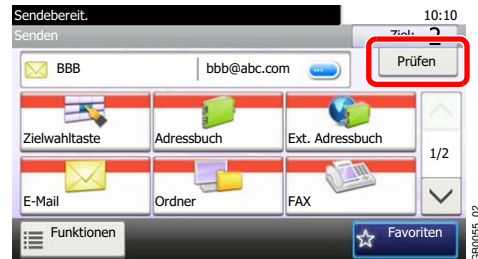 Sendebereit. 10:10
Senden Ziel: 2
Prüfen
BBB bbb@abc.com
Zielwahltaste Adressbuch Ext. Adressbuch
1/2
E-Mail Ordner FAX
Funktionen Favoriten
GB0055_02